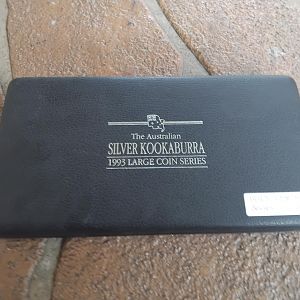 The Australian
SILVER KOOKABURRA
1993 LARGE COIN SERIES